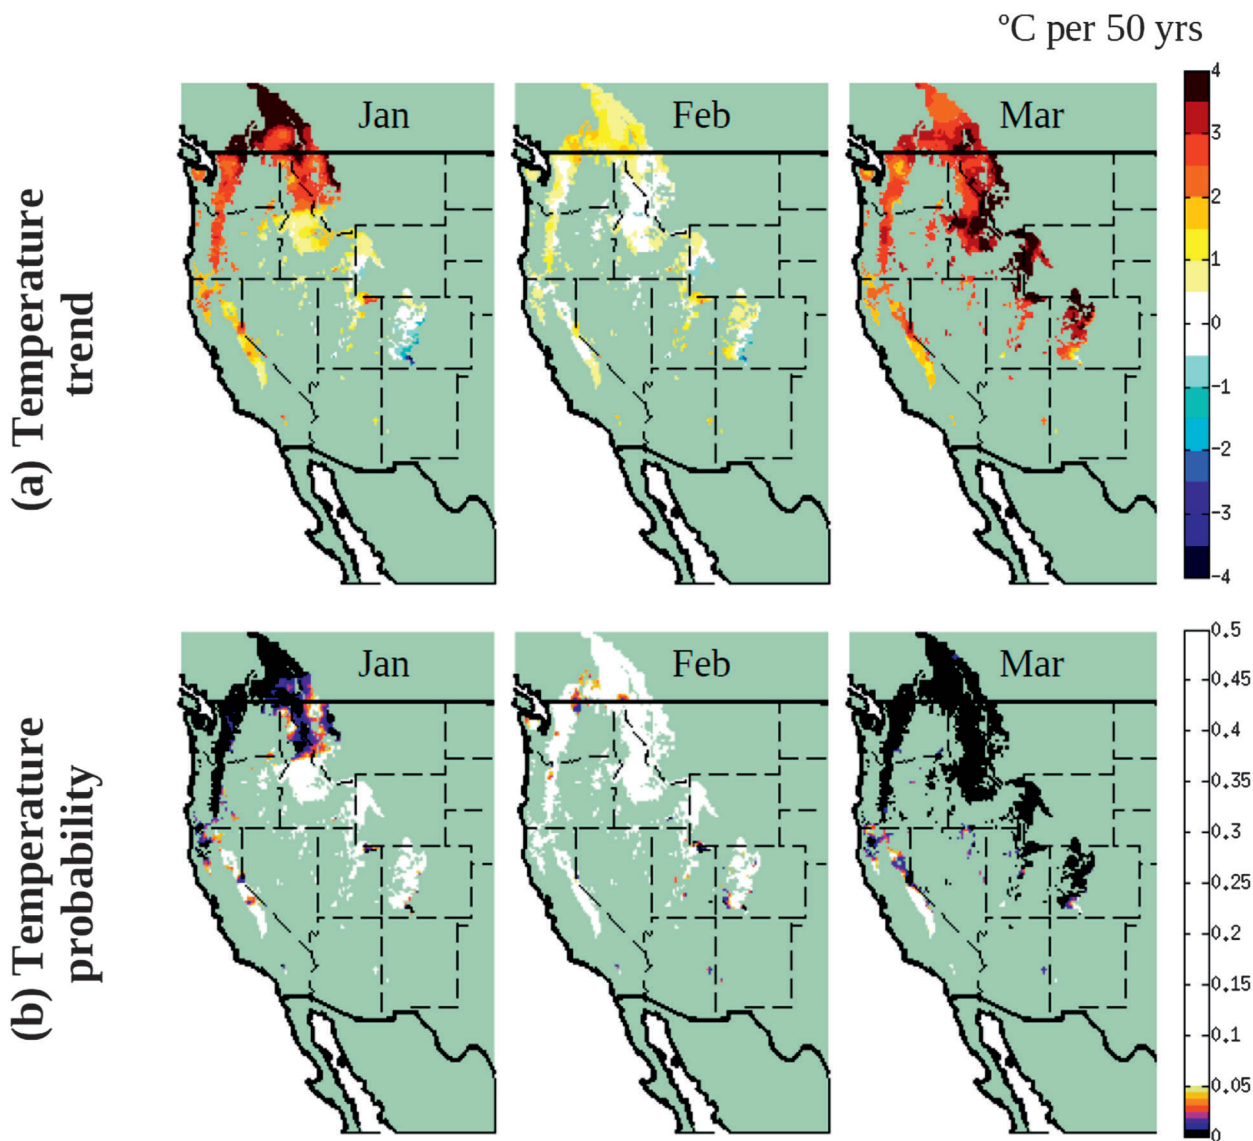 ºC per 50 yrs
(a) Temperature
trend
Jan
Feb
Mar
4
3
2
1
0
−1
−2
−3
−4
(b) Temperature
probability
Jan
Feb
Mar
0.5
0.45
0.4
0.35
0.3
0.25
0.2
0.15
0.1
0.05
0